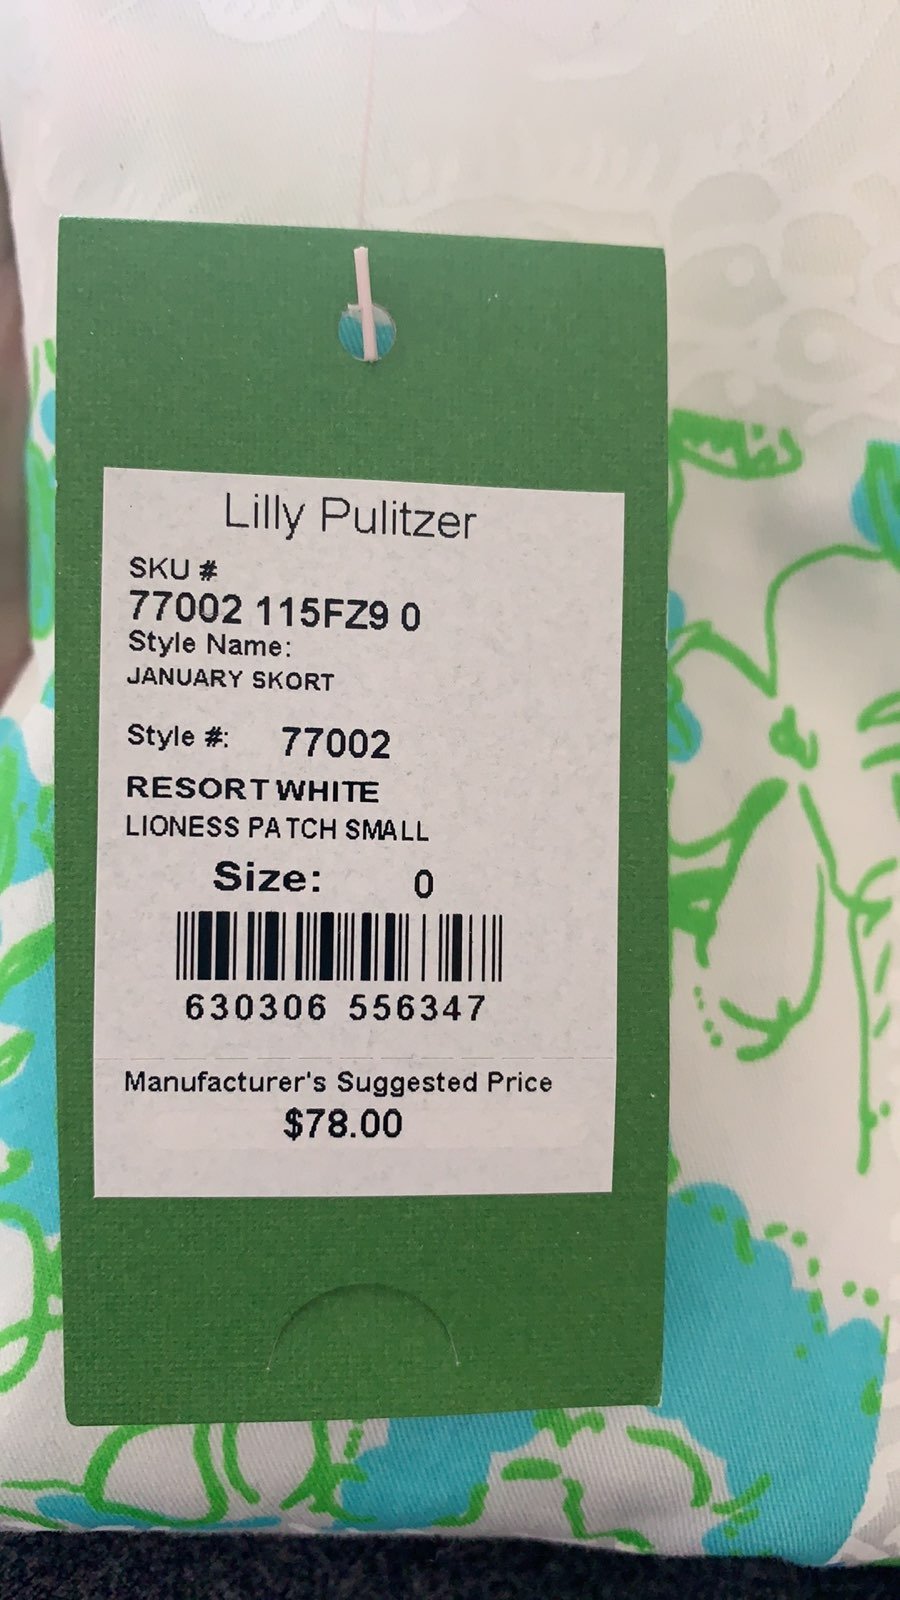 Lilly Pulitzer
SKU #
77002 115FZ9 0
Style Name:
JANUARY SKORT
Style #: 77002
RESORT WHITE
LIONESS PATCH SMALL
Size: 0
630306 556347
Manufacturer's Suggested Price
$78.00